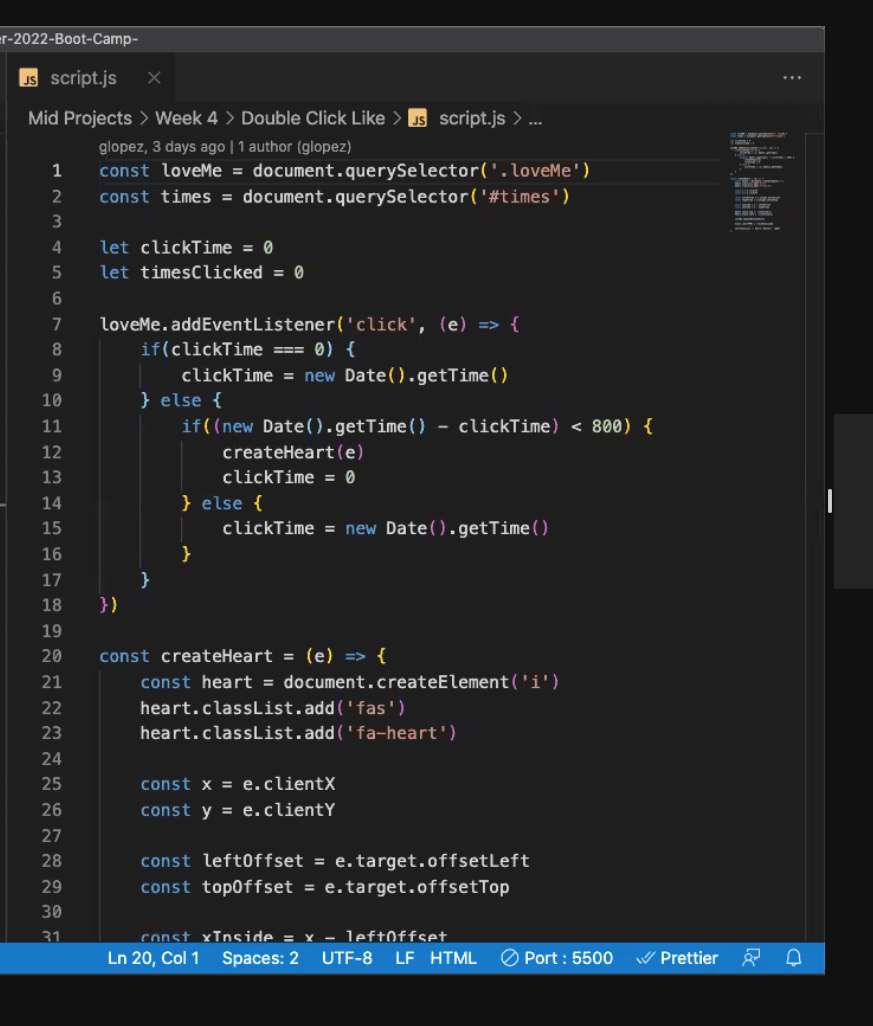 r-2022-Boot-Camp-
JS script.js ×
Mid Projects > Week 4 > Double Click Like > JS script.js > ...
glopez, 3 days ago | 1 author (glopez)
1 const loveMe = document.querySelector('.loveMe')
2 const times = document.querySelector('#times')
3
4 let clickTime = 0
5 let timesClicked = 0
6
7 loveMe.addEventListener('click', (e) => {
8 if(clickTime === 0) {
9 clickTime = new Date().getTime()
10 } else {
11 if((new Date().getTime() - clickTime) < 800) {
12 createHeart(e)
13 clickTime = 0
14 } else {
15 clickTime = new Date().getTime()
16 }
17 }
18 })
19
20 const createHeart = (e) => {
21 const heart = document.createElement('i')
22 heart.classList.add('fas')
23 heart.classList.add('fa-heart')
24
25 const x = e.clientX
26 const y = e.clientY
27
28 const leftOffset = e.target.offsetLeft
29 const topOffset = e.target.offsetTop
30
31 const xInside = x - leftOffset
Ln 20, Col 1 Spaces: 2 UTF-8 LF HTML Port : 5500 Prettier